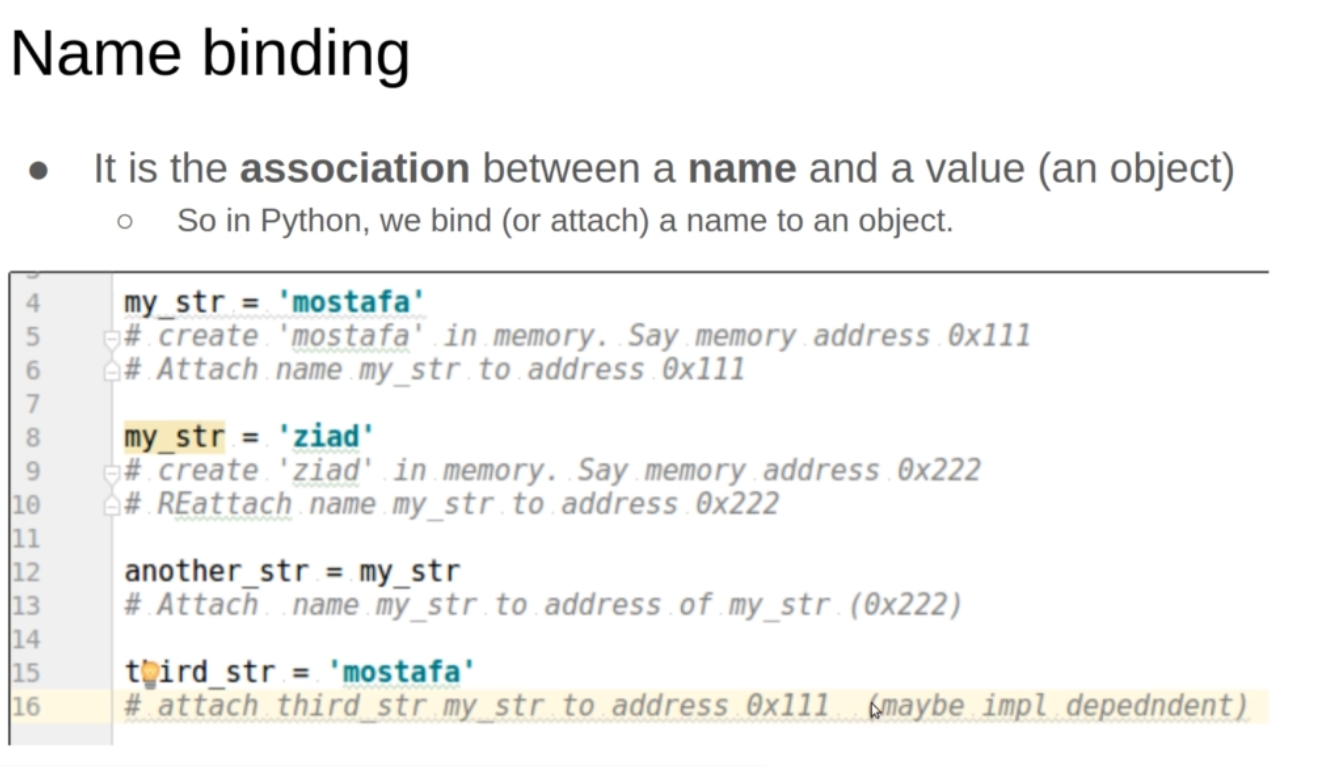 Name binding
● It is the association between a name and a value (an object)
○ So in Python, we bind (or attach) a name to an object.
4 my_str = 'mostafa'
5 # create 'mostafa' in memory. Say memory address 0x111
6 # Attach name my_str to address 0x111
7
8 my_str = 'ziad'
9 # create 'ziad' in memory. Say memory address 0x222
10 # REattach name my_str to address 0x222
11
12 another_str = my_str
13 # Attach  name my_str to address of my_str (0x222)
14
15 third_str = 'mostafa'
16 # attach third_str my_str to address 0x111  (maybe impl depedndent)